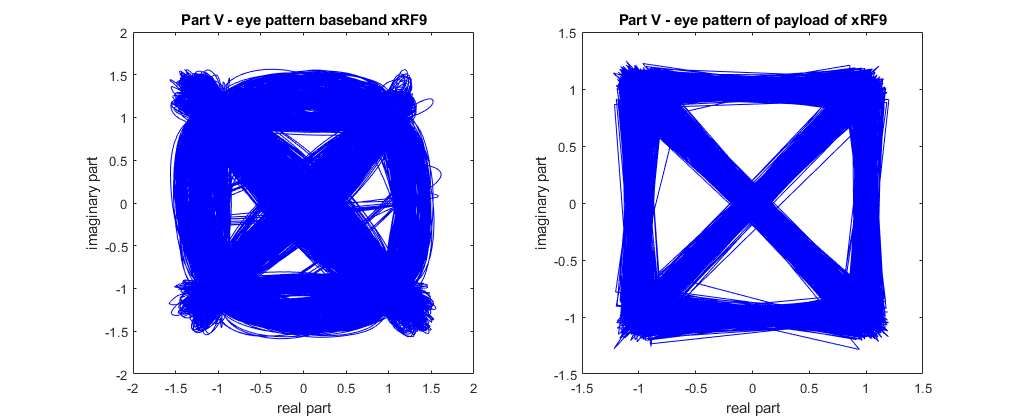 Part V - eye pattern baseband xRF9
2
1.5
1
0.5
0
-0.5
-1
-1.5
-2
-2 -1.5 -1 -0.5 0 0.5 1 1.5 2
real part
imaginary part
Part V - eye pattern of payload of xRF9
1.5
1
0.5
0
-0.5
-1
-1.5
-1.5 -1 -0.5 0 0.5 1 1.5
real part
imaginary part